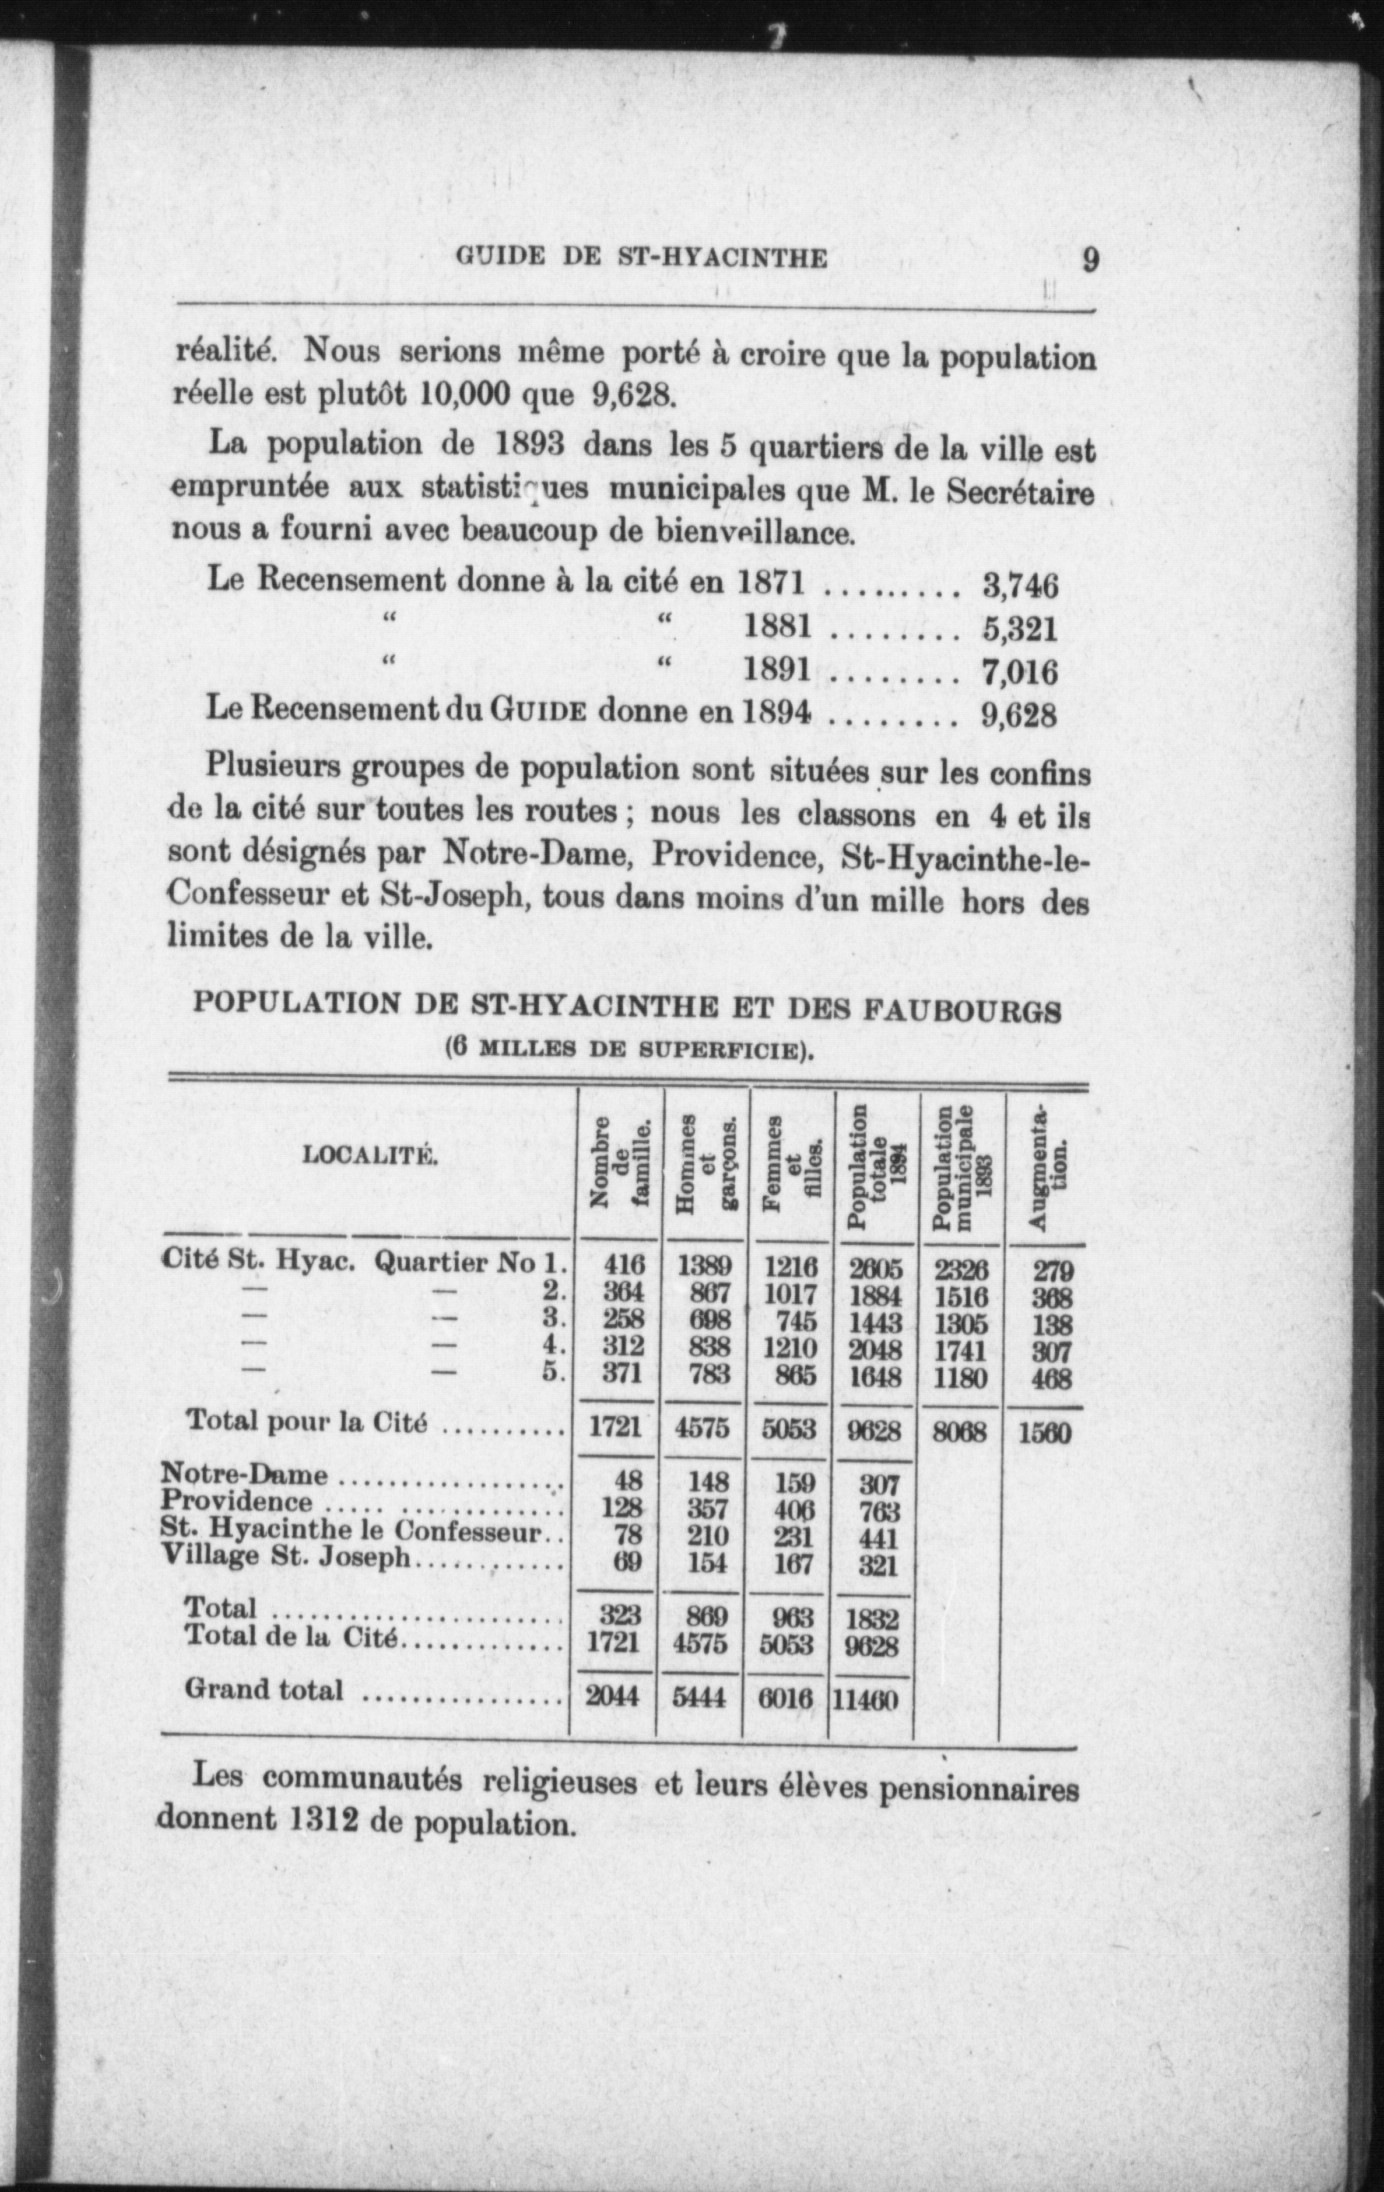 GUIDE DE ST-HYACINTHE 9
réalité. Nous serions même porté à croire que la population
réelle est plutôt 10,000 que 9,628.
La population de 1893 dans les 5 quartiers de la ville est
empruntée aux statistiques municipales que M. le Secrétaire
nous a fourni avec beaucoup de bienveillance.
Le Recensement donne à la cité en 1871 ......... 3,746
“ “ 1881 ........ 5,321
“ “ 1891 ........ 7,016
Le Recensement du GUIDE donne en 1894 ........ 9,628
Plusieurs groupes de population sont situées sur les confins
de la cité sur toutes les routes ; nous les classons en 4 et ils
sont désignés par Notre-Dame, Providence, St-Hyacinthe-le-
Confesseur et St-Joseph, tous dans moins d'un mille hors des
limites de la ville.
POPULATION DE ST-HYACINTHE ET DES FAUBOURGS
(6 MILLES DE SUPERFICIE).
LOCALITÉ. Nombre de famille. Hommes et garçons. Femmes et filles. Population totale 1894 Population municipale 1893 Augmenta-tion.
Cité St. Hyac. Quartier No 1. 416 1389 1216 2605 2326 279
— — 2. 364 867 1017 1884 1516 368
— — 3. 258 698 745 1443 1305 138
— — 4. 312 838 1210 2048 1741 307
— — 5. 371 783 865 1648 1180 468
Total pour la Cité .......... 1721 4575 5053 9628 8068 1560
Notre-Dame .................. 48 148 159 307
Providence ..... ............. 128 357 406 763
St. Hyacinthe le Confesseur.. 78 210 231 441
Village St. Joseph............ 69 154 167 321
Total ....................... 323 869 963 1832
Total de la Cité............. 1721 4575 5053 9628
Grand total ................ 2044 5444 6016 11460
Les communautés religieuses et leurs élèves pensionnaires
donnent 1312 de population.